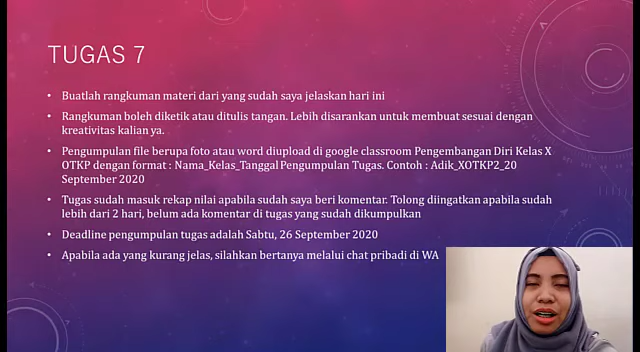 TUGAS 7
• Buatlah rangkuman materi dari yang sudah saya jelaskan hari ini
• Rangkuman boleh diketik atau ditulis tangan. Lebih disarankan untuk membuat sesuai dengan
kreativitas kalian ya.
• Pengumpulan file berupa foto atau word diupload di google classroom Pengembangan Diri Kelas X
OTKP dengan format : Nama_Kelas_Tanggal Pengumpulan Tugas. Contoh : Adik_XOTKP2_20
September 2020
• Tugas sudah masuk rekap nilai apabila sudah saya beri komentar. Tolong diingatkan apabila sudah
lebih dari 2 hari, belum ada komentar di tugas yang sudah dikumpulkan
• Deadline pengumpulan tugas adalah Sabtu, 26 September 2020
• Apabila ada yang kurang jelas, silahkan bertanya melalui chat pribadi di WA